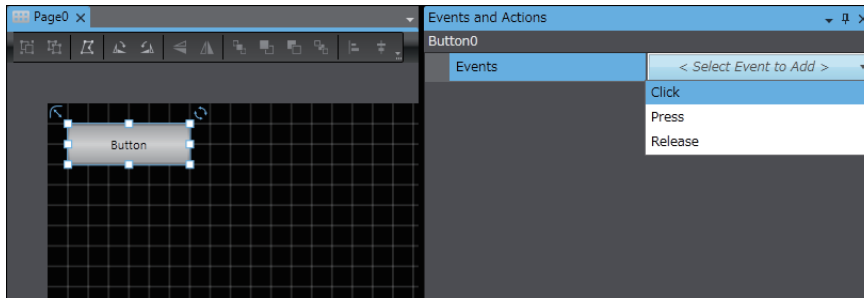 Page0
Events and Actions
Button0
Events
< Select Event to Add >
Click
Press
Release
Button